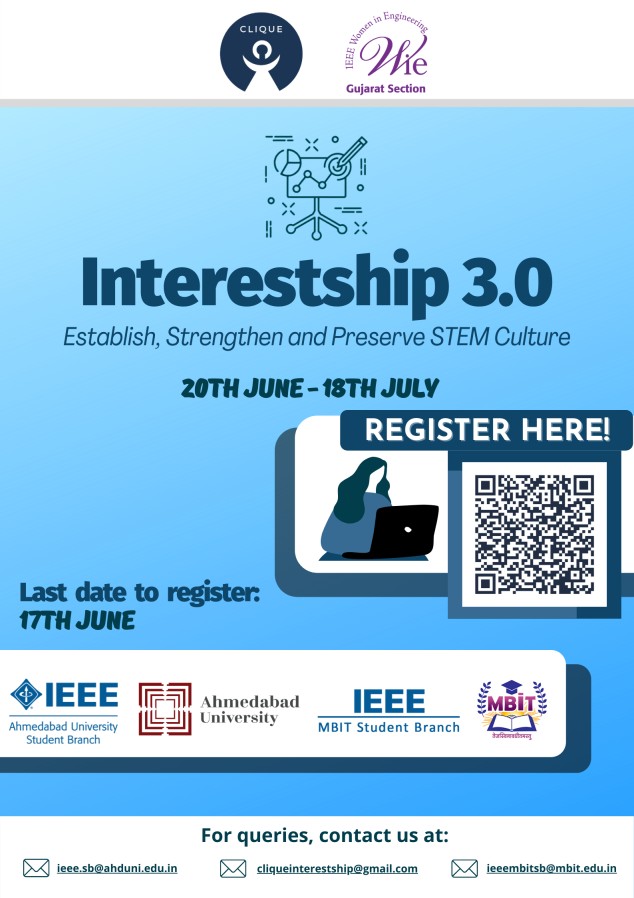 CLIQUE
IEEE Women in Engineering
WIE
Gujarat Section
Interestship 3.0
Establish, Strengthen and Preserve STEM Culture
20TH JUNE - 18TH JULY
REGISTER HERE!
Last date to register:
17TH JUNE
IEEE
Ahmedabad University
Student Branch
Ahmedabad
University
IEEE
MBIT Student Branch
MBIT
For queries, contact us at:
ieee.sb@ahduni.edu.in
cliqueinterestship@gmail.com
ieeembitsb@mbit.edu.in